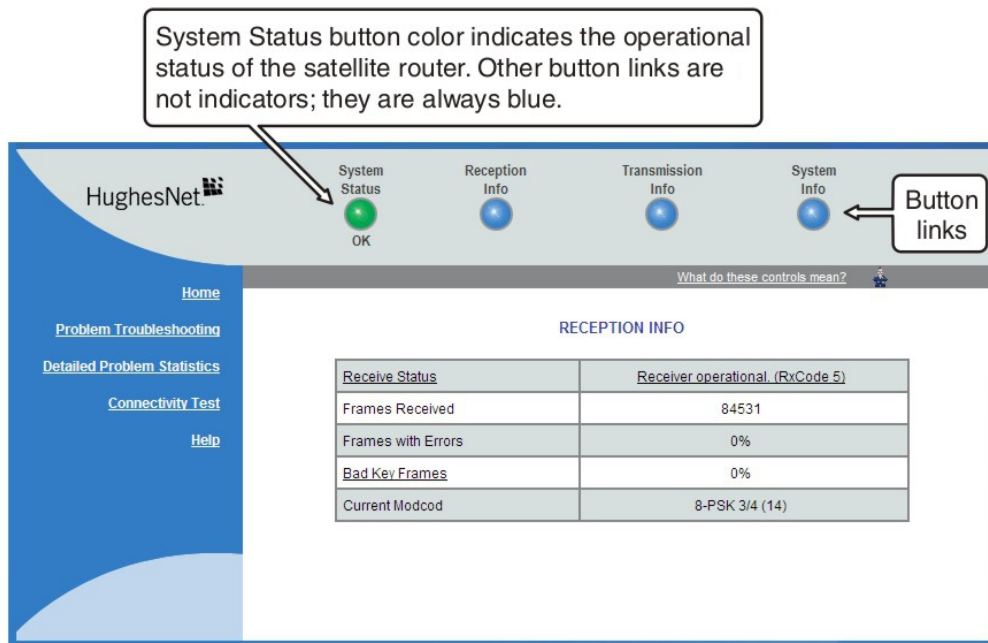 System Status button color indicates the operational
status of the satellite router. Other button links are
not indicators; they are always blue.
HughesNet.
System
Status
OK
Reception
Info
Transmission
Info
System
Info
Button
links
What do these controls mean?
Home
Problem Troubleshooting
Detailed Problem Statistics
Connectivity Test
Help
RECEPTION INFO
Receive Status Receiver operational. (RxCode 5)
Frames Received 84531
Frames with Errors 0%
Bad Key Frames 0%
Current Modcod 8-PSK 3/4 (14)